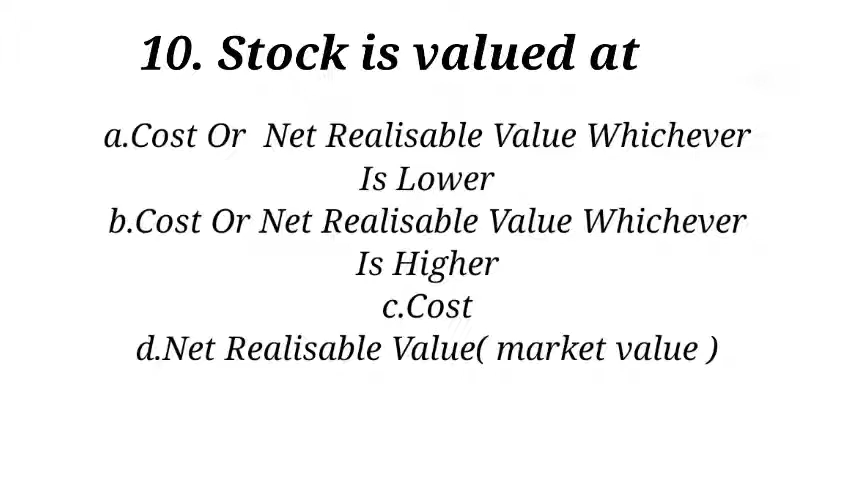 10. Stock is valued at
a.Cost Or Net Realisable Value Whichever
Is Lower
b.Cost Or Net Realisable Value Whichever
Is Higher
c.Cost
d.Net Realisable Value( market value )